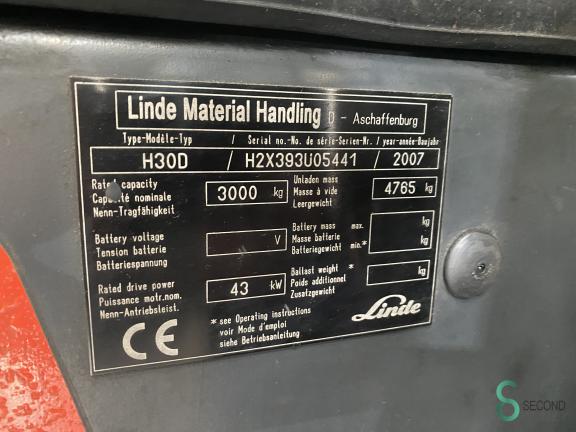 Linde Material Handling D - Aschaffenburg
Type-Modèle-Typ / Serial no.-No. de série-Serien-Nr. / year-année-Baujahr
H30D / H2X393U05441 / 2007
Rated capacity
Capacité nominale
Nenn-Tragfähigkeit
3000 kg
Unladen mass
Masse à vide
Leergewicht
4765 kg
Battery voltage
Tension batterie
Batteriespannung
V
Battery mass max.
Masse batterie
Batteriegewicht min.*
kg
kg
Rated drive power
Puissance motr.nom.
Nenn-Antriebsleist.
43 kW
Ballast weight *
Poids additionnel
Zusatzgewicht
kg
* see Operating instructions
voir Mode d'emploi
siehe Betriebsanleitung
CE
Linde
SECOND